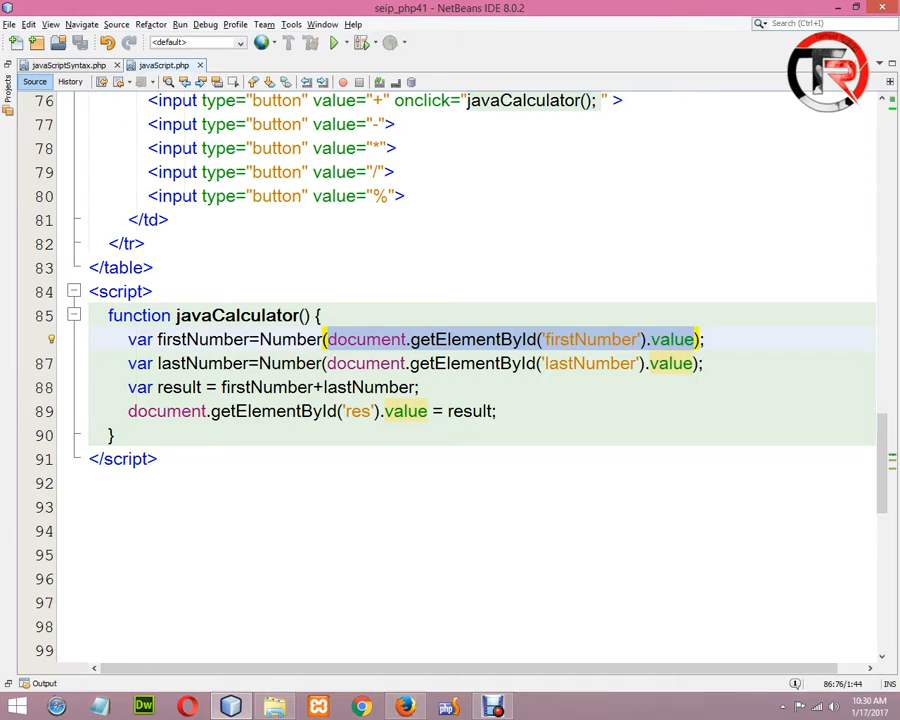 seip_php41 - NetBeans IDE 8.0.2
File Edit View Navigate Source Refactor Run Debug Profile Team Tools Window Help
Search (Ctrl+I)
<default>
javaScriptSyntax.php javaScript.php
Source History
Projects
76 <input type="button" value="+" onclick="javaCalculator(); " >
77 <input type="button" value="-">
78 <input type="button" value="*">
79 <input type="button" value="/">
80 <input type="button" value="%">
81 </td>
82 </tr>
83 </table>
84 <script>
85 function javaCalculator() {
var firstNumber=Number(document.getElementById('firstNumber').value);
87 var lastNumber=Number(document.getElementById('lastNumber').value);
88 var result = firstNumber+lastNumber;
89 document.getElementById('res').value = result;
90 }
91 </script>
92
93
94
95
96
97
98
99
Output
86:76/1:44 INS
Dw
php
10:30 AM
1/17/2017